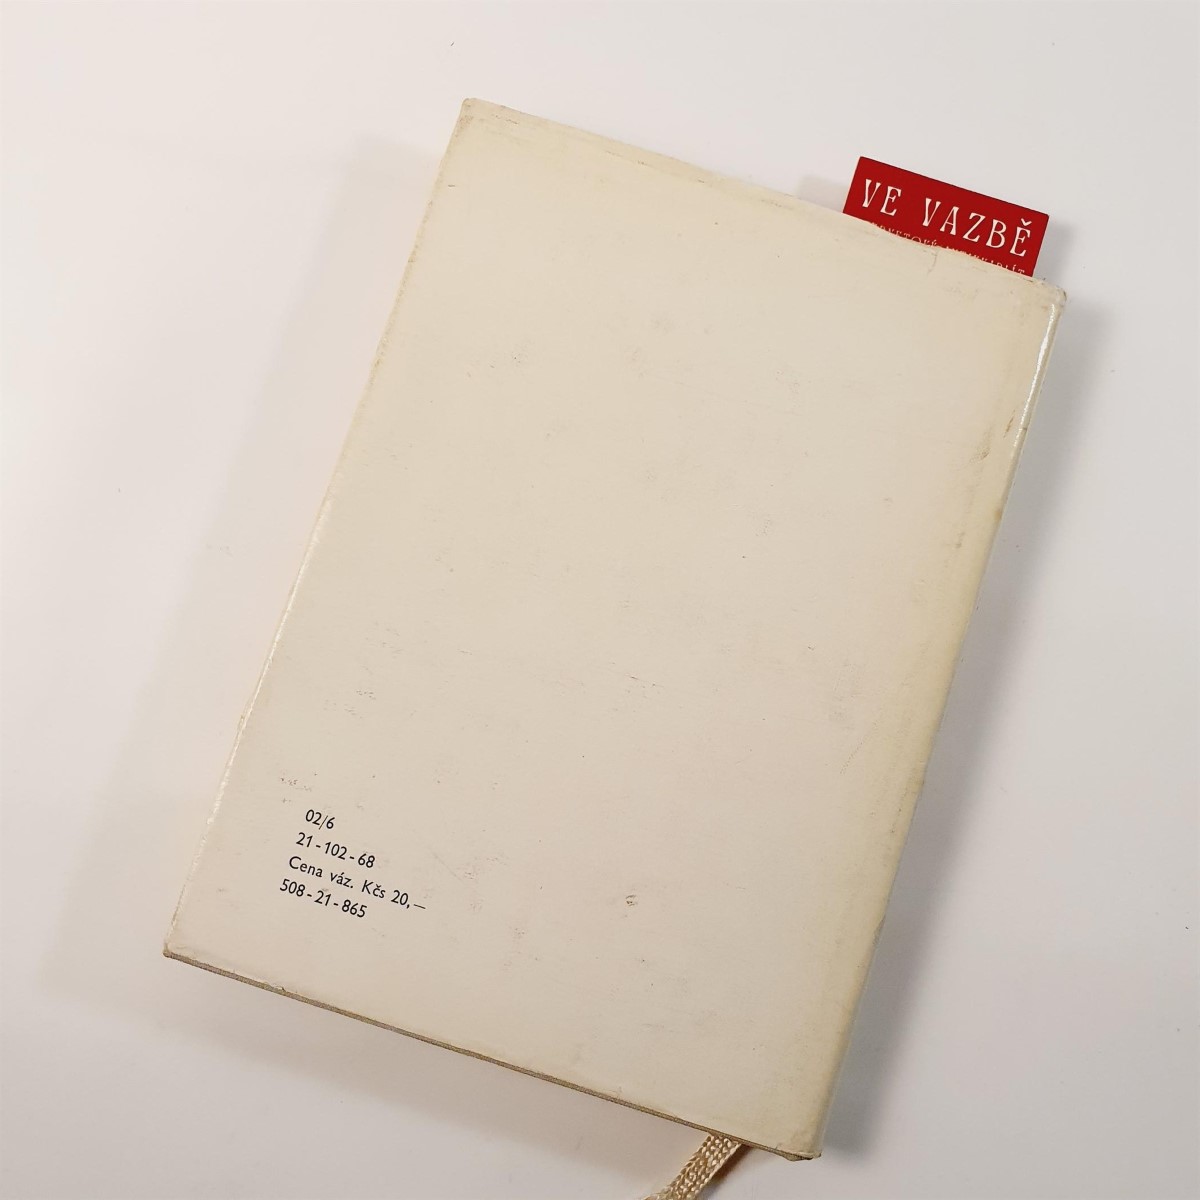 VE VAZBĚ
02/6
21-102-68
Cena váz. Kčs 20,—
508-21-865